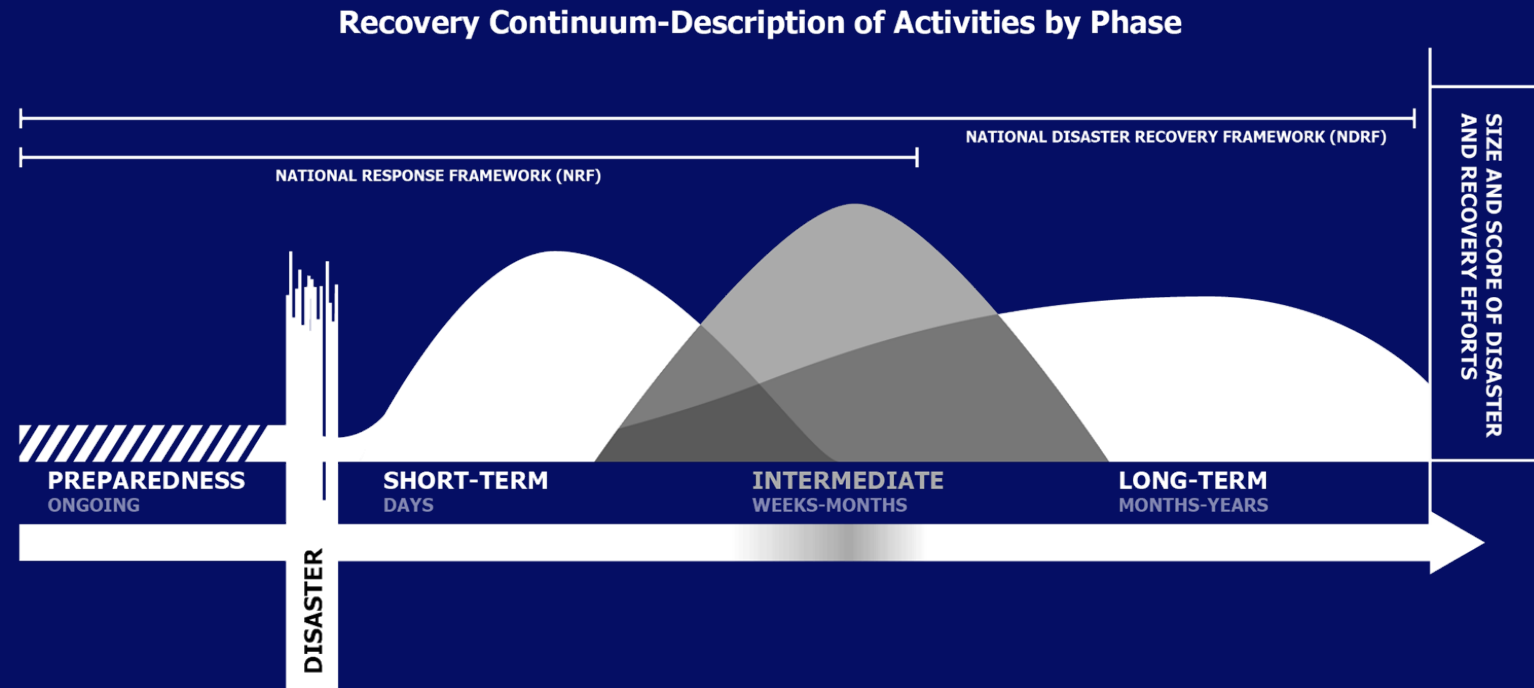 Recovery Continuum-Description of Activities by Phase
NATIONAL DISASTER RECOVERY FRAMEWORK (NDRF)
NATIONAL RESPONSE FRAMEWORK (NRF)
SIZE AND SCOPE OF DISASTER
AND RECOVERY EFFORTS
PREPAREDNESS
ONGOING
SHORT-TERM
DAYS
INTERMEDIATE
WEEKS-MONTHS
LONG-TERM
MONTHS-YEARS
DISASTER